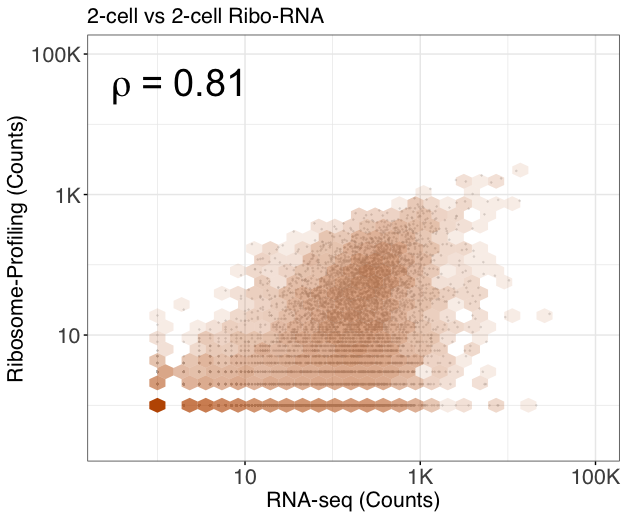 2-cell vs 2-cell Ribo-RNA
100K
ρ = 0.81
1K
10
Ribosome-Profiling (Counts)
10
1K
100K
RNA-seq (Counts)